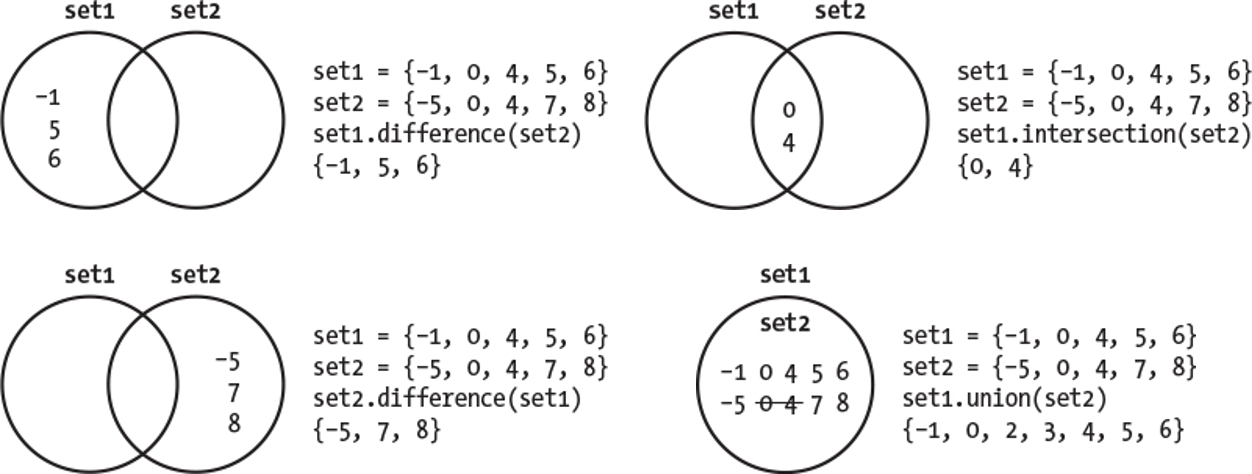 set1 set2
-1
5
6
set1 = {-1, 0, 4, 5, 6}
set2 = {-5, 0, 4, 7, 8}
set1.difference(set2)
{-1, 5, 6}
set1 set2
0
4
set1 = {-1, 0, 4, 5, 6}
set2 = {-5, 0, 4, 7, 8}
set1.intersection(set2)
{0, 4}
set1 set2
-5
7
8
set1 = {-1, 0, 4, 5, 6}
set2 = {-5, 0, 4, 7, 8}
set2.difference(set1)
{-5, 7, 8}
set1
set2
-1 0 4 5 6
-5 0 4 7 8
set1 = {-1, 0, 4, 5, 6}
set2 = {-5, 0, 4, 7, 8}
set1.union(set2)
{-1, 0, 2, 3, 4, 5, 6}